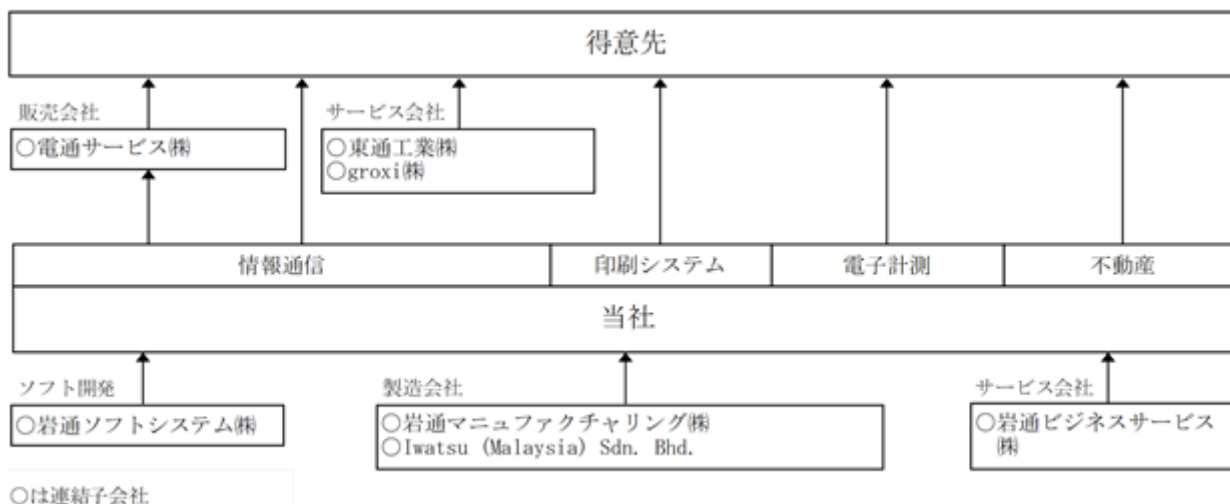 得意先
販売会社
○電通サービス㈱
サービス会社
○東通工業㈱
○groxi㈱
情報通信
印刷システム
電子計測
不動産
当社
ソフト開発
○岩通ソフトシステム㈱
製造会社
○岩通マニュファクチャリング㈱
○Iwatsu (Malaysia) Sdn. Bhd.
サービス会社
○岩通ビジネスサービス
㈱
○は連結子会社